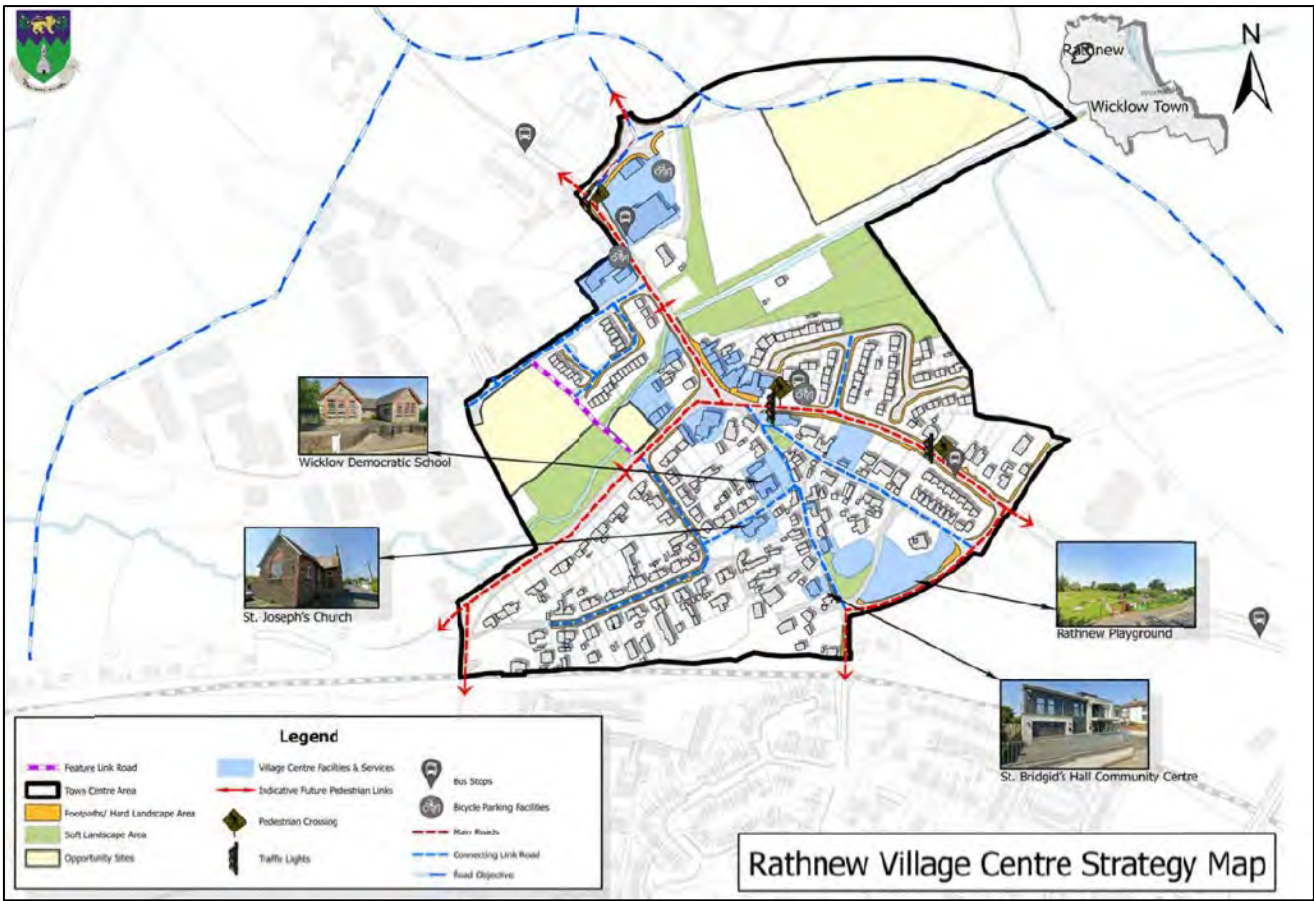 N
Rathnew
Wicklow Town
Wicklow Democratic School
St. Joseph's Church
Rathnew Playground
St. Bridgid's Hall Community Centre
Legend
Feature Link Road
Town Centre Area
Footpaths/ Hard Landscape Area
Soft Landscape Area
Opportunity Sites
Village Centre Facilities & Services
Indicative Future Pedestrian Links
Pedestrian Crossing
Traffic Lights
Bus Stops
Bicycle Parking Facilities
Main Roads
Connecting Link Road
Road Objective
Rathnew Village Centre Strategy Map